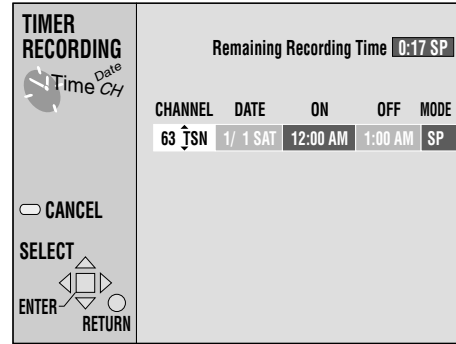 TIMER
RECORDING
Time Date
CH
Remaining Recording Time 0:17 SP
CHANNEL DATE ON OFF MODE
63 TSN 1/ 1 SAT 12:00 AM 1:00 AM SP
CANCEL
SELECT
ENTER
RETURN